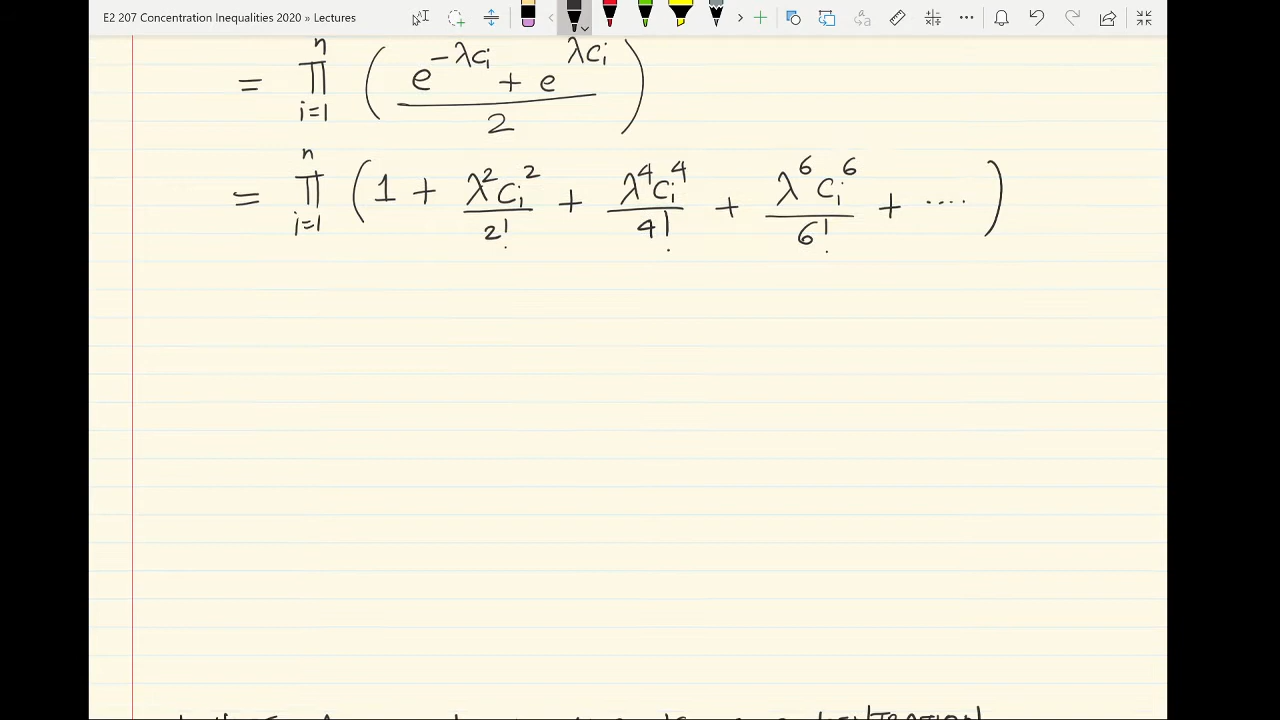 E2 207 Concentration Inequalities 2020 » Lectures
= ∏_{i=1}^{n} ( (e^{-λc_i} + e^{λc_i}) / 2 )
= ∏_{i=1}^{n} ( 1 + λ²c_i²/2! + λ⁴c_i⁴/4! + λ⁶c_i⁶/6! + .... )